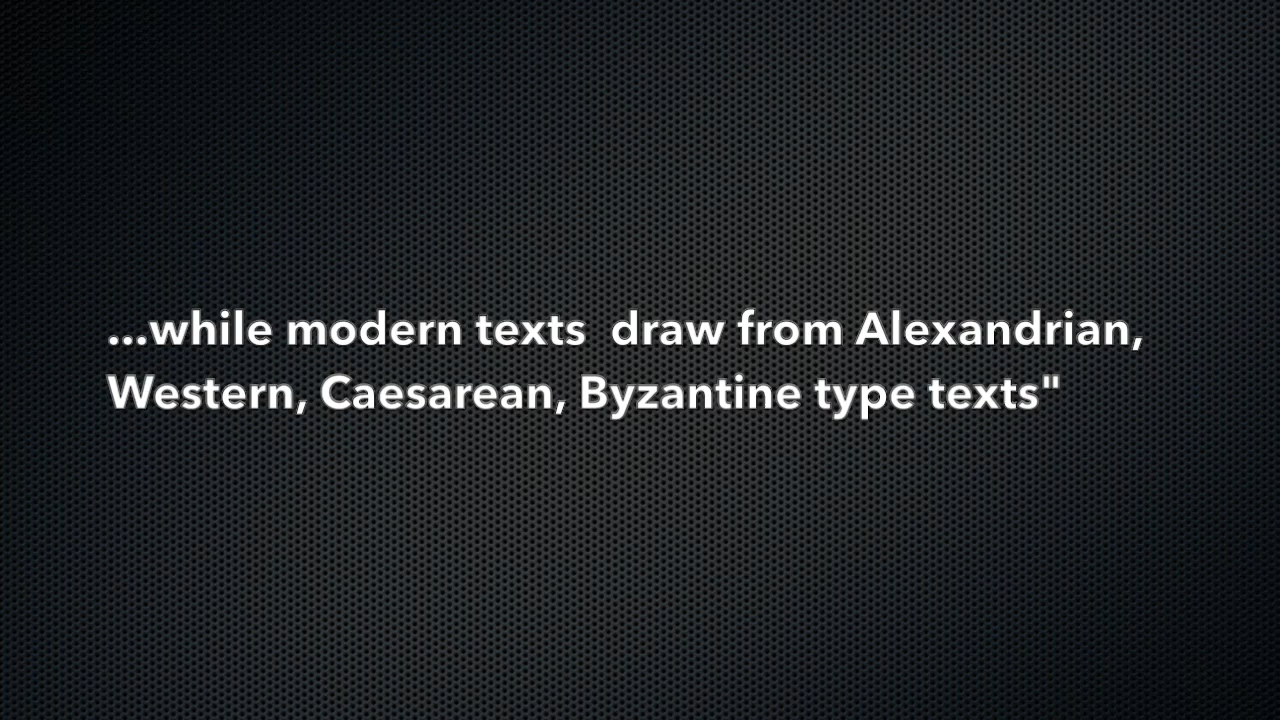 ...while modern texts  draw from Alexandrian,
Western, Caesarean, Byzantine type texts"